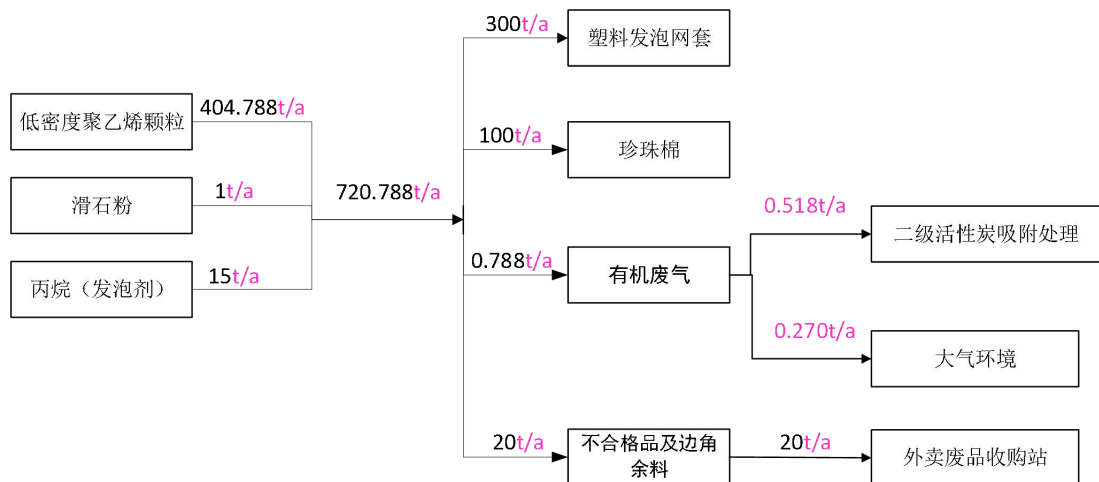 300t/a
塑料发泡网套
404.788t/a
低密度聚乙烯颗粒
100t/a
珍珠棉
1t/a
滑石粉
720.788t/a
0.518t/a
二级活性炭吸附处理
0.788t/a
有机废气
15t/a
丙烷（发泡剂）
0.270t/a
大气环境
20t/a
不合格品及边角
余料
20t/a
外卖废品收购站